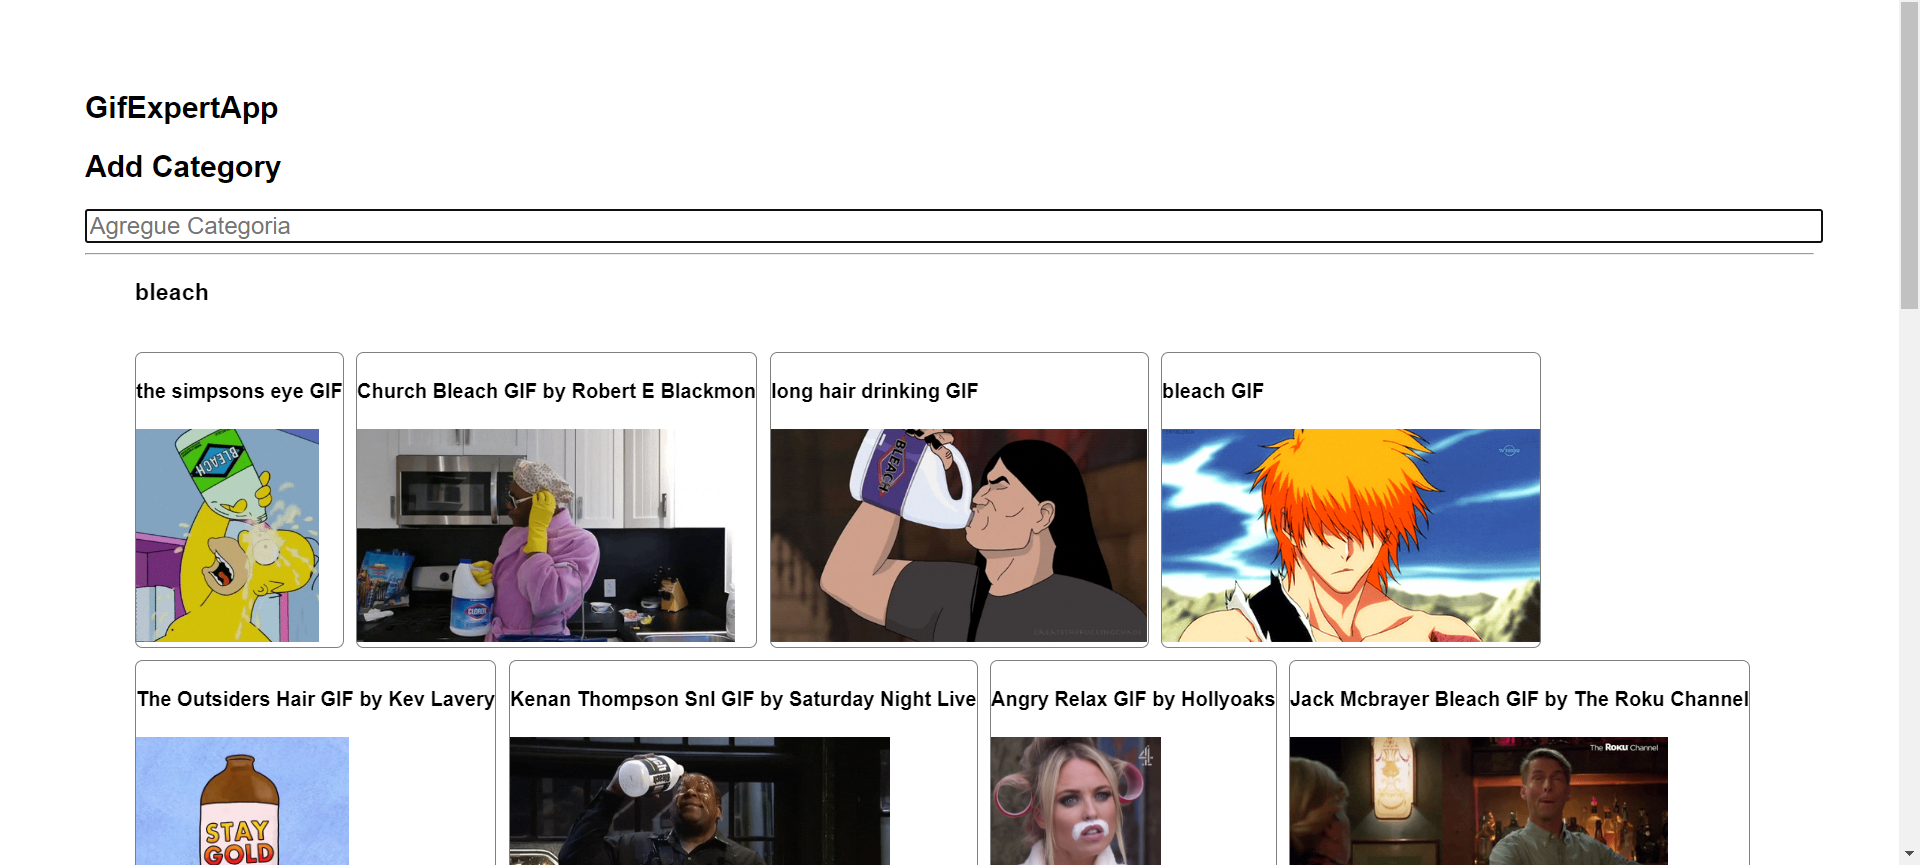 GifExpertApp
Add Category
Agregue Categoria
bleach
the simpsons eye GIF
Church Bleach GIF by Robert E Blackmon
long hair drinking GIF
bleach GIF
BLEACH
CLOROX
BLEACH
The Outsiders Hair GIF by Kev Lavery
Kenan Thompson Snl GIF by Saturday Night Live
Angry Relax GIF by Hollyoaks
Jack Mcbrayer Bleach GIF by The Roku Channel
STAY
GOLD
Bleach
4
The Roku Channel